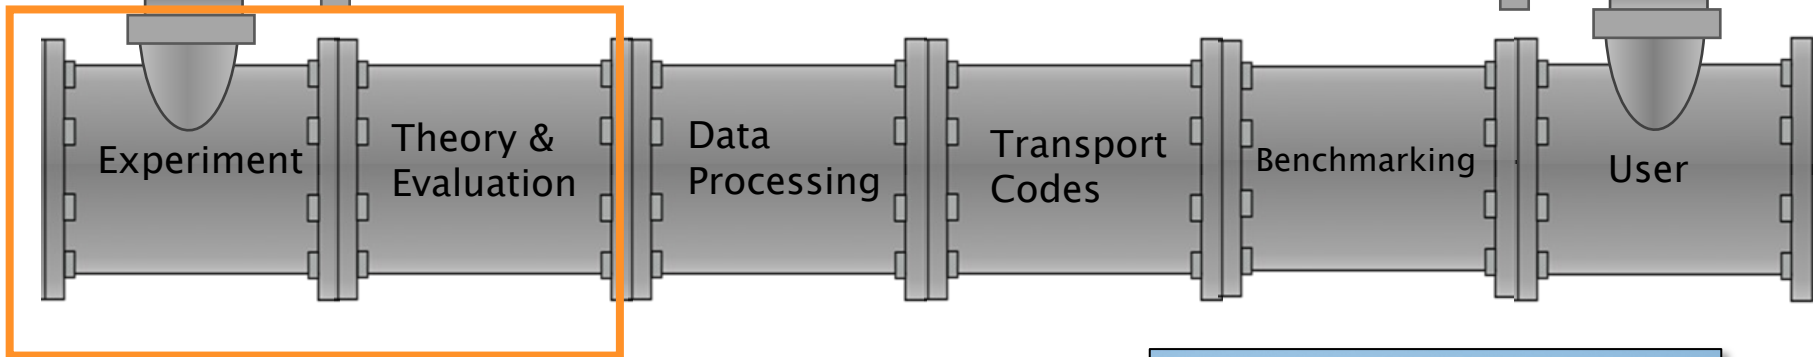 Experiment
Theory &
Evaluation
Data
Processing
Transport
Codes
Benchmarking
User